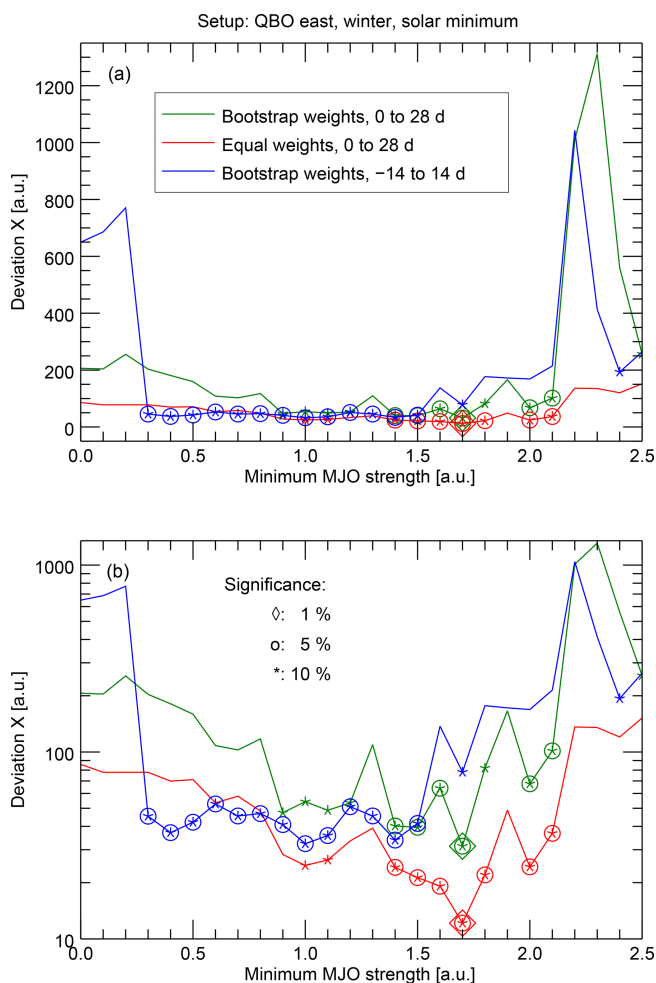 Setup: QBO east, winter, solar minimum
(a)
Bootstrap weights, 0 to 28 d
Equal weights, 0 to 28 d
Bootstrap weights, −14 to 14 d
Deviation X [a.u.]
1200
1000
800
600
400
200
0
0.0 0.5 1.0 1.5 2.0 2.5
Minimum MJO strength [a.u.]
(b)
Significance:
◊: 1 %
o: 5 %
*: 10 %
Deviation X [a.u.]
1000
100
10
0.0 0.5 1.0 1.5 2.0 2.5
Minimum MJO strength [a.u.]